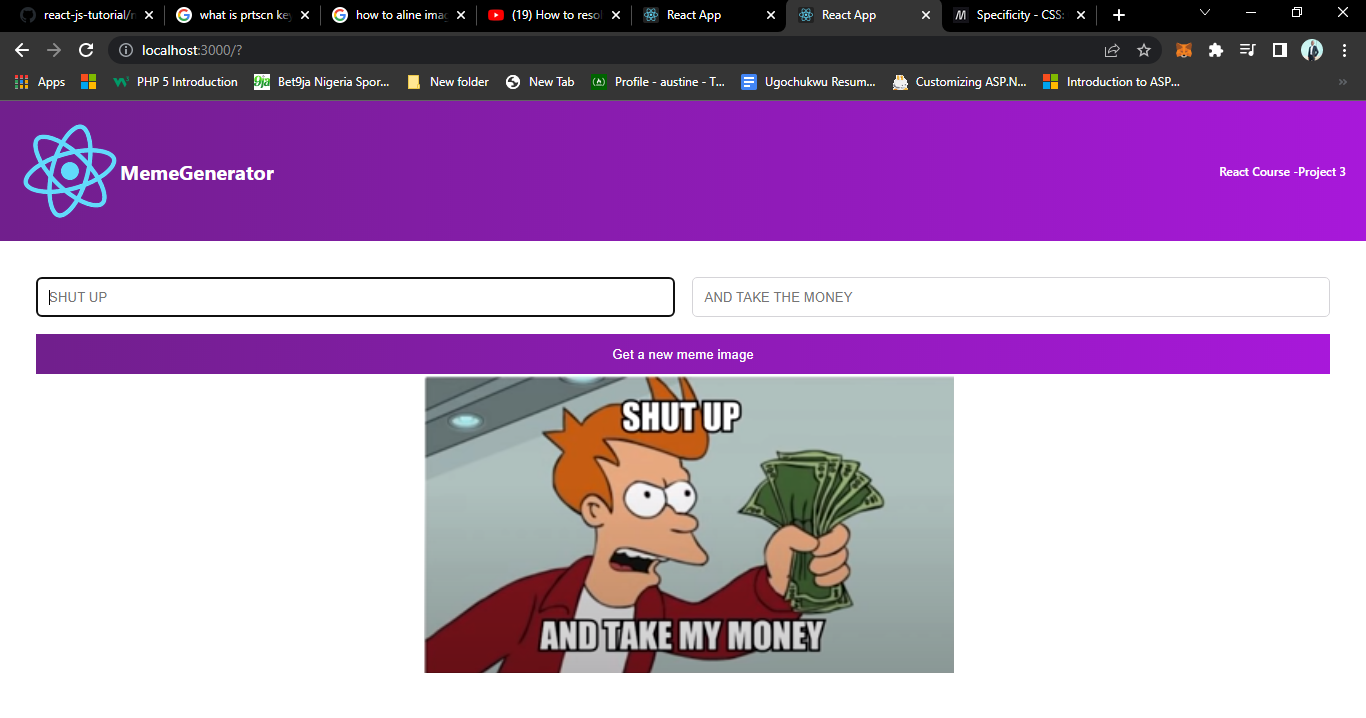 react-js-tutorial/
what is prtscn key
how to aline imag
(19) How to resol
React App
React App
Specificity - CSS:
localhost:3000/?
Apps
PHP 5 Introduction
Bet9ja Nigeria Spor...
New folder
New Tab
Profile - austine - T...
Ugochukwu Resum...
Customizing ASP.N...
Introduction to ASP...
MemeGenerator
React Course -Project 3
SHUT UP
AND TAKE THE MONEY
Get a new meme image
SHUT UP
AND TAKE MY MONEY